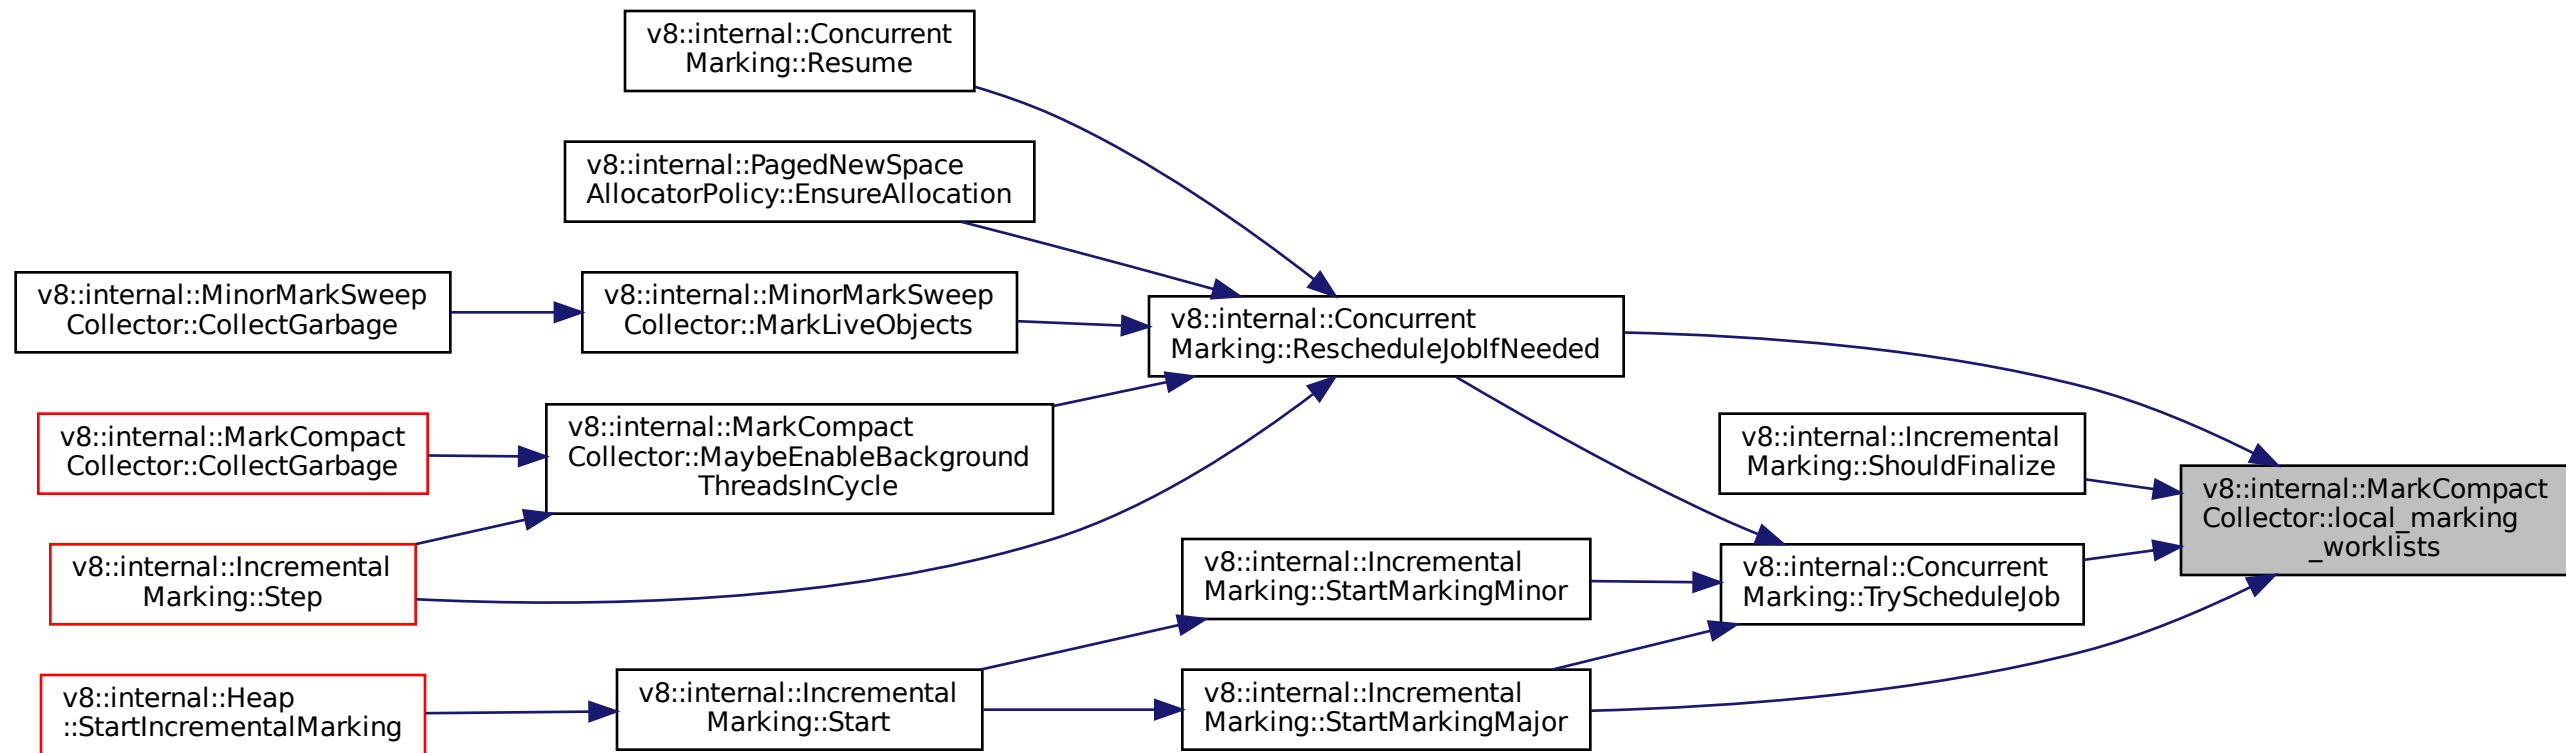 v8::internal::Concurrent
Marking::Resume
v8::internal::PagedNewSpace
AllocatorPolicy::EnsureAllocation
v8::internal::MinorMarkSweep
Collector::CollectGarbage
v8::internal::MinorMarkSweep
Collector::MarkLiveObjects
v8::internal::Concurrent
Marking::RescheduleJobIfNeeded
v8::internal::MarkCompact
Collector::CollectGarbage
v8::internal::MarkCompact
Collector::MaybeEnableBackground
ThreadsInCycle
v8::internal::Incremental
Marking::ShouldFinalize
v8::internal::MarkCompact
Collector::local_marking
_worklists
v8::internal::Incremental
Marking::Step
v8::internal::Incremental
Marking::StartMarkingMinor
v8::internal::Concurrent
Marking::TryScheduleJob
v8::internal::Heap
::StartIncrementalMarking
v8::internal::Incremental
Marking::Start
v8::internal::Incremental
Marking::StartMarkingMajor